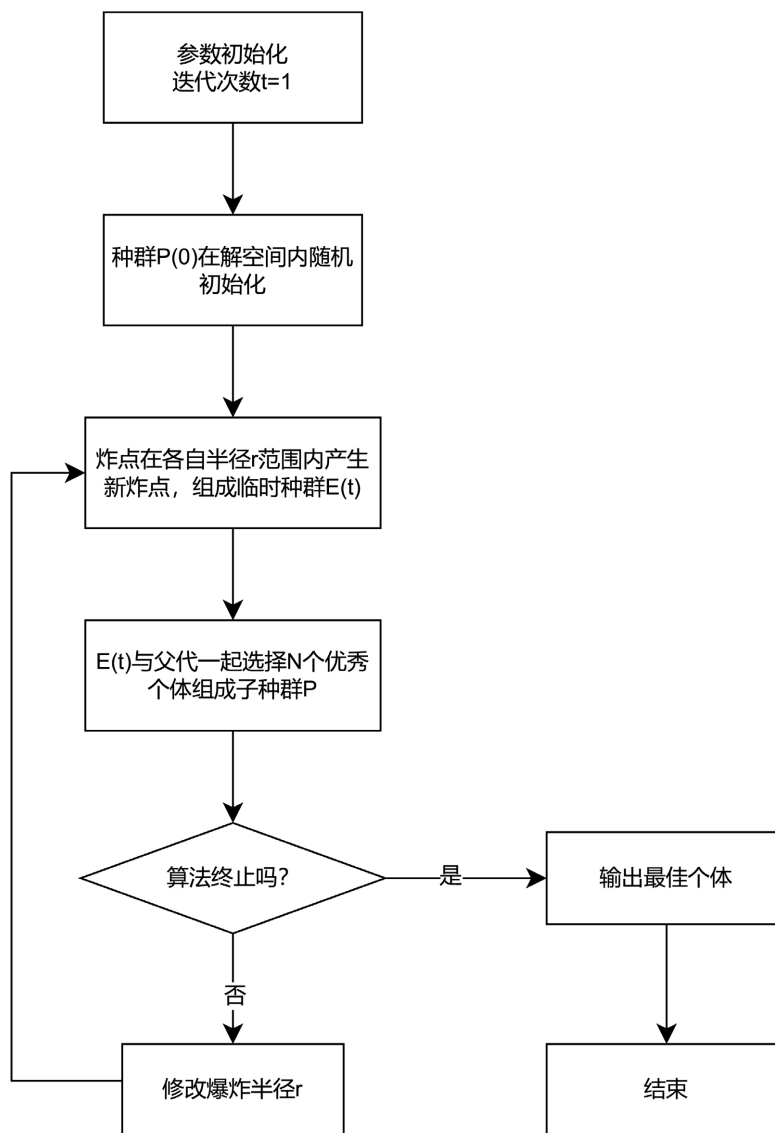 参数初始化
迭代次数t=1
种群P(0)在解空间内随机
初始化
炸点在各自半径r范围内产生
新炸点，组成临时种群E(t)
E(t)与父代一起选择N个优秀
个体组成子种群P
算法终止吗？
是
输出最佳个体
否
修改爆炸半径r
结束